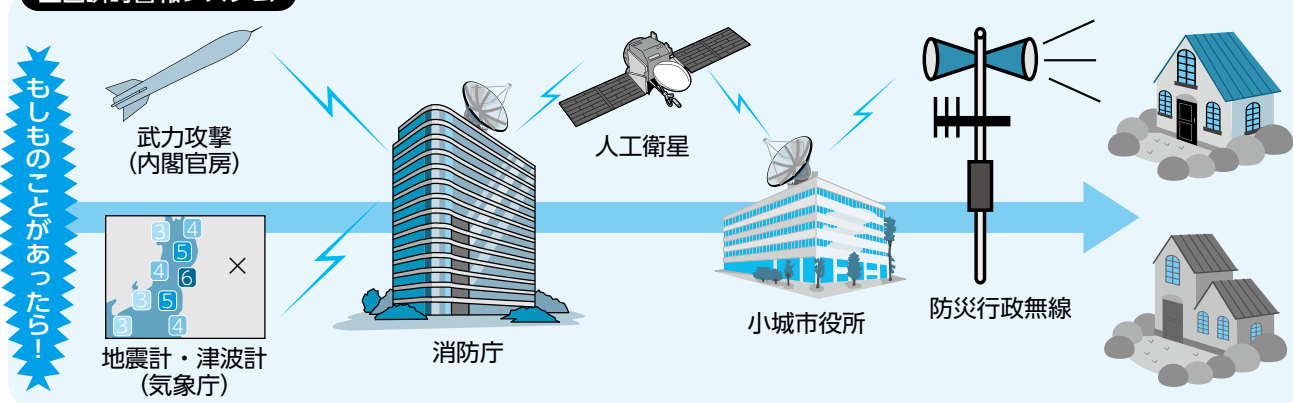 もしものことがあったら!
武力攻撃
(内閣官房)
3
4
5
4
6
3
5
3
4
×
地震計・津波計
(気象庁)
消防庁
人工衛星
小城市役所
防災行政無線